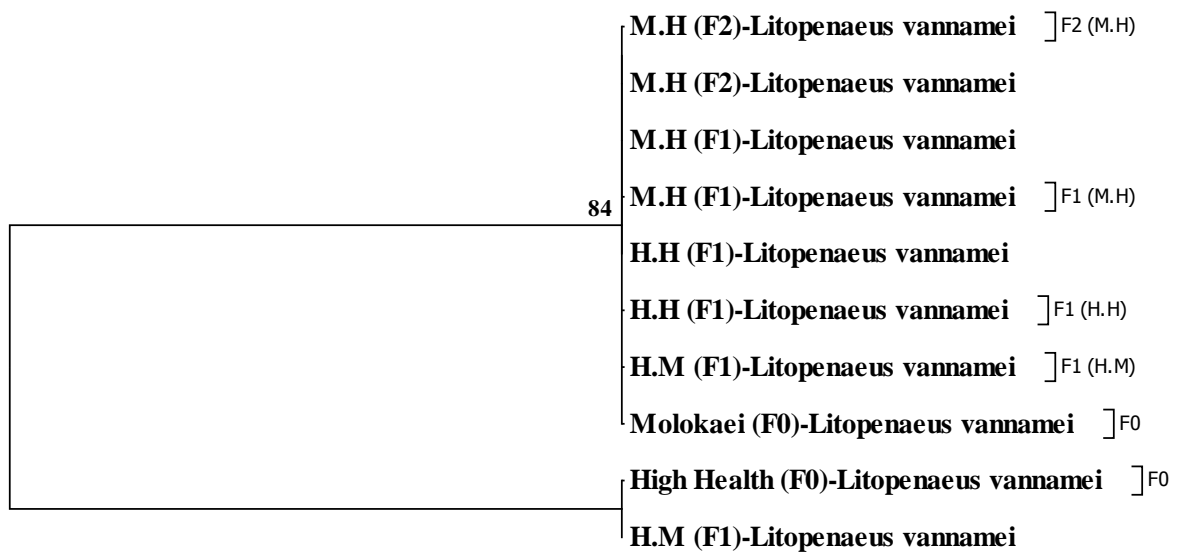 M.H (F2)-Litopenaeus vannamei F2 (M.H)
M.H (F2)-Litopenaeus vannamei
M.H (F1)-Litopenaeus vannamei
M.H (F1)-Litopenaeus vannamei F1 (M.H)
84
H.H (F1)-Litopenaeus vannamei
H.H (F1)-Litopenaeus vannamei F1 (H.H)
H.M (F1)-Litopenaeus vannamei F1 (H.M)
Molokaei (F0)-Litopenaeus vannamei F0
High Health (F0)-Litopenaeus vannamei F0
H.M (F1)-Litopenaeus vannamei